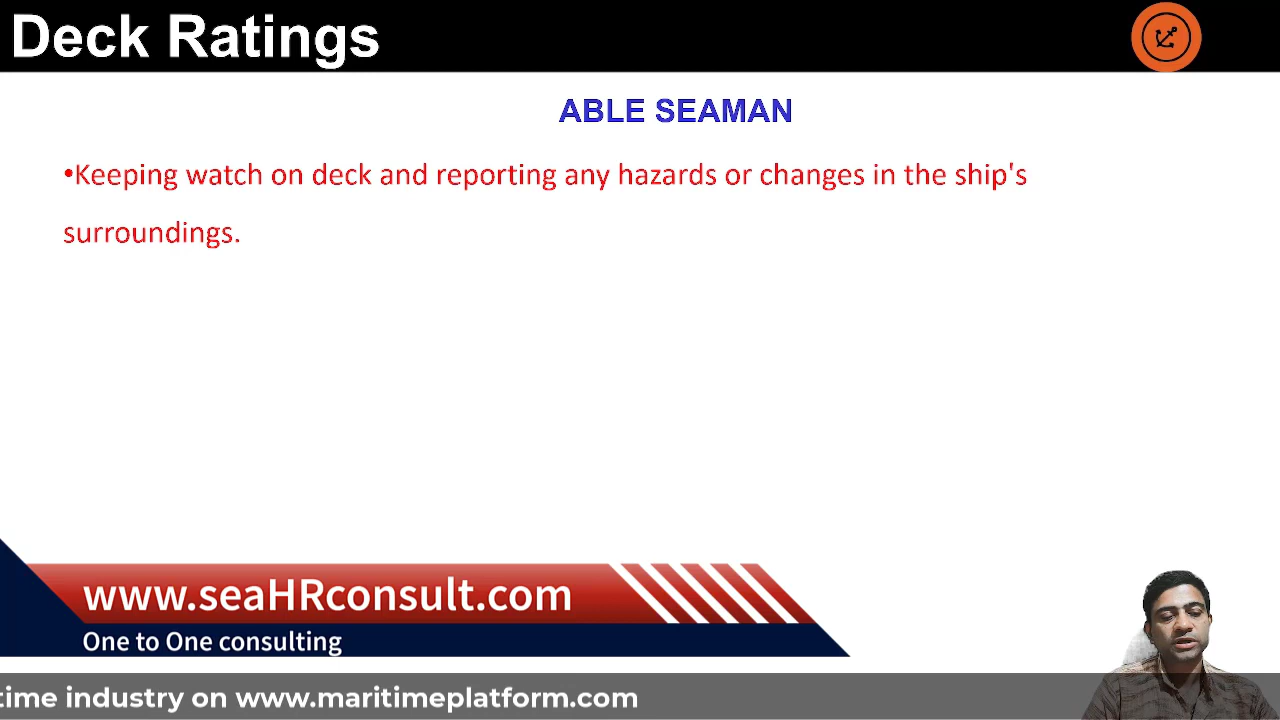 Deck Ratings
ABLE SEAMAN
•Keeping watch on deck and reporting any hazards or changes in the ship's
surroundings.
www.seaHRconsult.com
One to One consulting
time industry on www.maritimeplatform.com